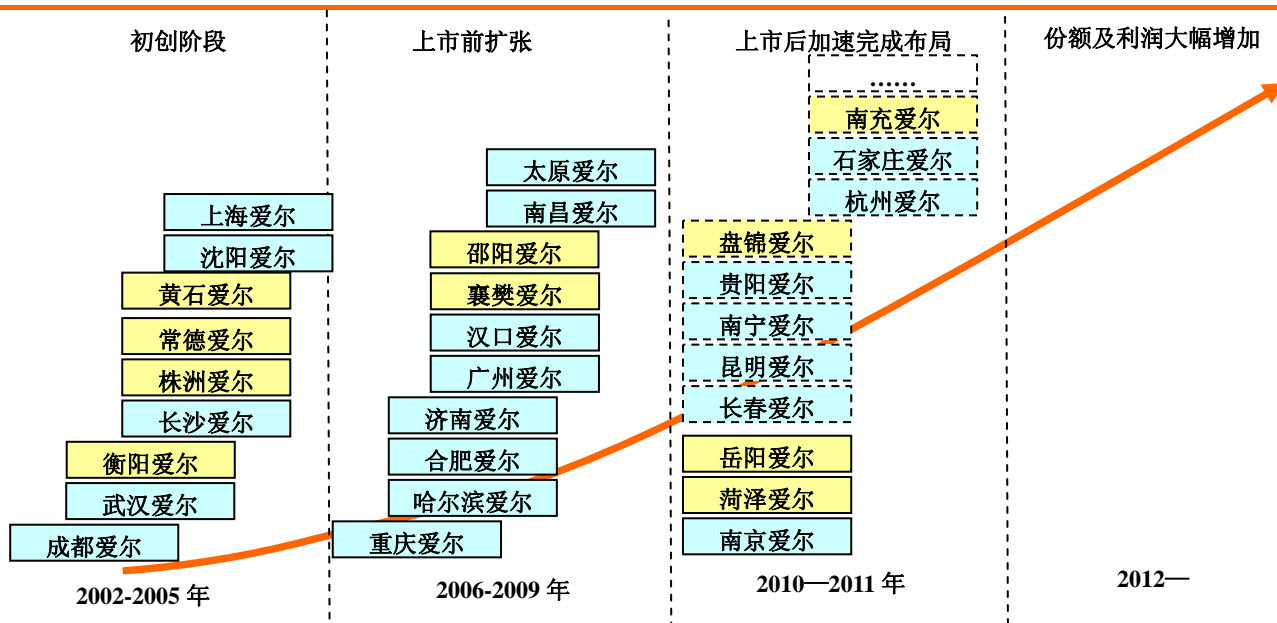 初创阶段
上市前扩张
上市后加速完成布局
份额及利润大幅增加
……
南充爱尔
石家庄爱尔
杭州爱尔
太原爱尔
南昌爱尔
上海爱尔
沈阳爱尔
黄石爱尔
常德爱尔
株洲爱尔
长沙爱尔
衡阳爱尔
武汉爱尔
成都爱尔
邵阳爱尔
襄樊爱尔
汉口爱尔
广州爱尔
济南爱尔
合肥爱尔
哈尔滨爱尔
重庆爱尔
盘锦爱尔
贵阳爱尔
南宁爱尔
昆明爱尔
长春爱尔
岳阳爱尔
菏泽爱尔
南京爱尔
2002-2005 年
2006-2009 年
2010—2011 年
2012—